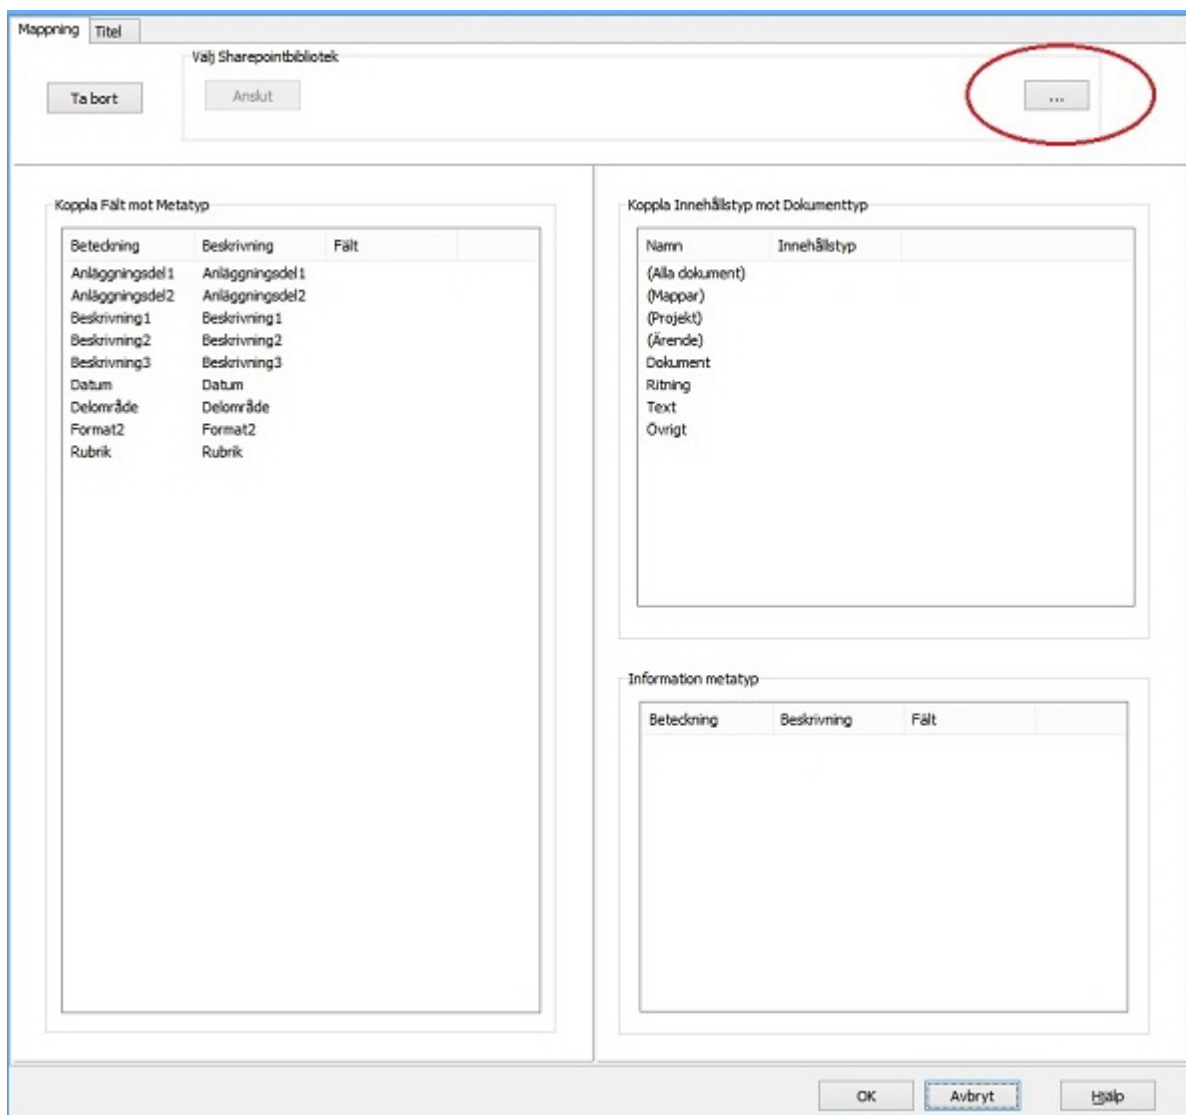 Mappning Titel
Välj Sharepointbibliotek
Ta bort Anslut ...
Koppla Fält mot Metatyp
Beteckning Beskrivning Fält
Anläggningsdel1 Anläggningsdel1
Anläggningsdel2 Anläggningsdel2
Beskrivning1 Beskrivning1
Beskrivning2 Beskrivning2
Beskrivning3 Beskrivning3
Datum Datum
Delområde Delområde
Format2 Format2
Rubrik Rubrik
Koppla Innehållstyp mot Dokumenttyp
Namn Innehållstyp
(Alla dokument)
(Mappar)
(Projekt)
(Ärende)
Dokument
Ritning
Text
Övrigt
Information metatyp
Beteckning Beskrivning Fält
OK Avbryt Hjälp